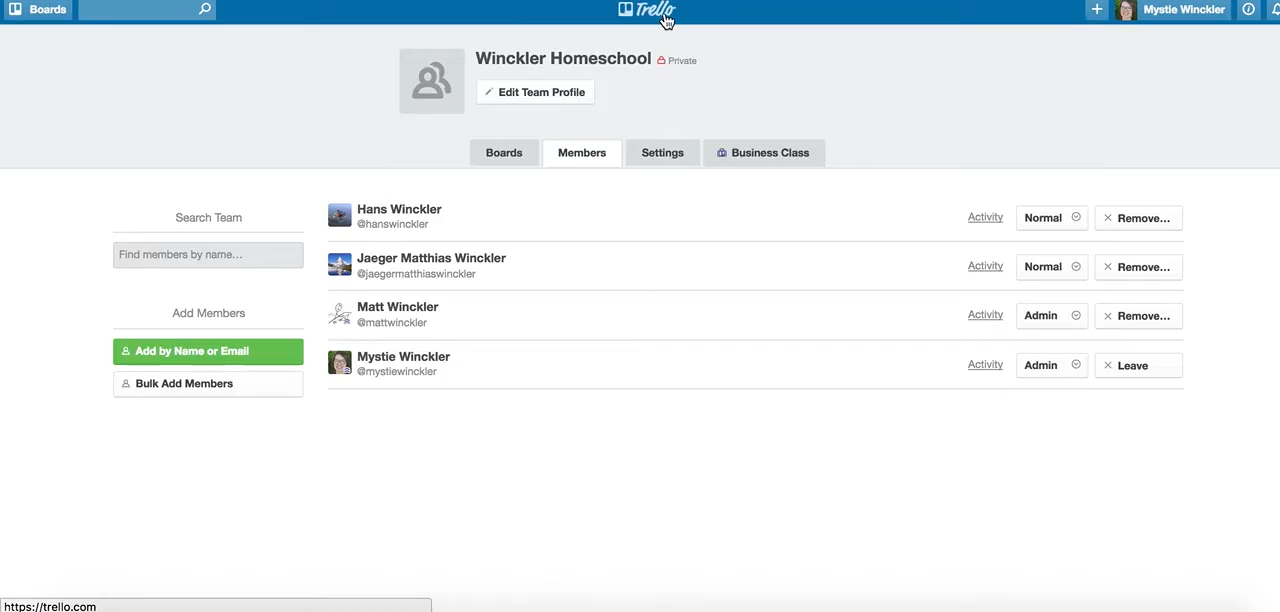 Boards
Trello
Mystie Winckler
Winckler Homeschool Private
Edit Team Profile
Boards Members Settings Business Class
Search Team
Find members by name…
Add Members
Add by Name or Email
Bulk Add Members
Hans Winckler
@hanswinckler
Activity Normal Remove…
Jaeger Matthias Winckler
@jaegermatthiaswinckler
Activity Normal Remove…
Matt Winckler
@mattwinckler
Activity Admin Remove…
Mystie Winckler
@mystiewinckler
Activity Admin Leave
https://trello.com